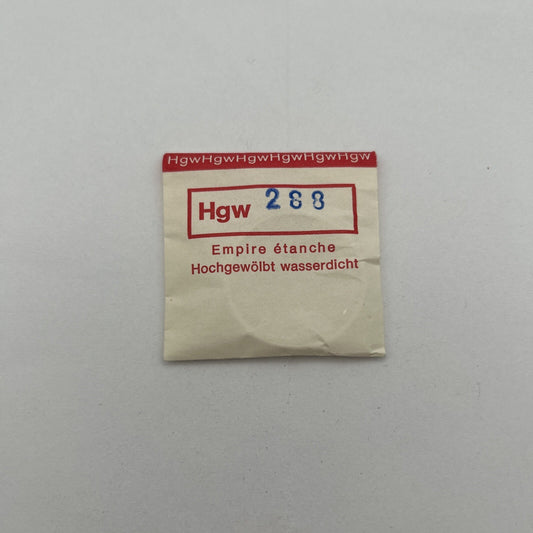 HgwHgwHgwHgwHgwHgw
Hgw 288
Empire étanche
Hochgewölbt wasserdicht